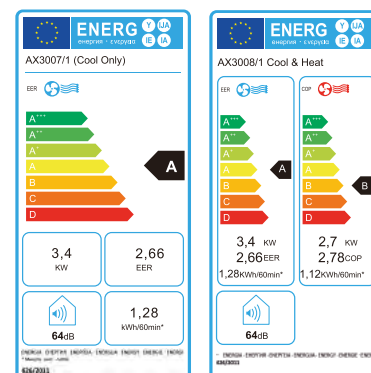 ENERG Y IJA
енергия · ενεργεια IE IA
AX3007/1 (Cool Only)
EER
A+++
A++
A+
A
B
C
D
A
3,4
KW
2,66
EER
64dB
1,28
kWh/60min*
626/2011
ENERG Y IJA
енергия · ενεργεια IE IA
AX3008/1 Cool & Heat
EER
A+++
A++
A+
A
B
C
D
A
3,4 KW
2,66EER
1,28KWh/60min*
COP
A+++
A++
A+
A
B
C
D
B
2,7 KW
2,78COP
1,12KWh/60min*
64dB
626/2011